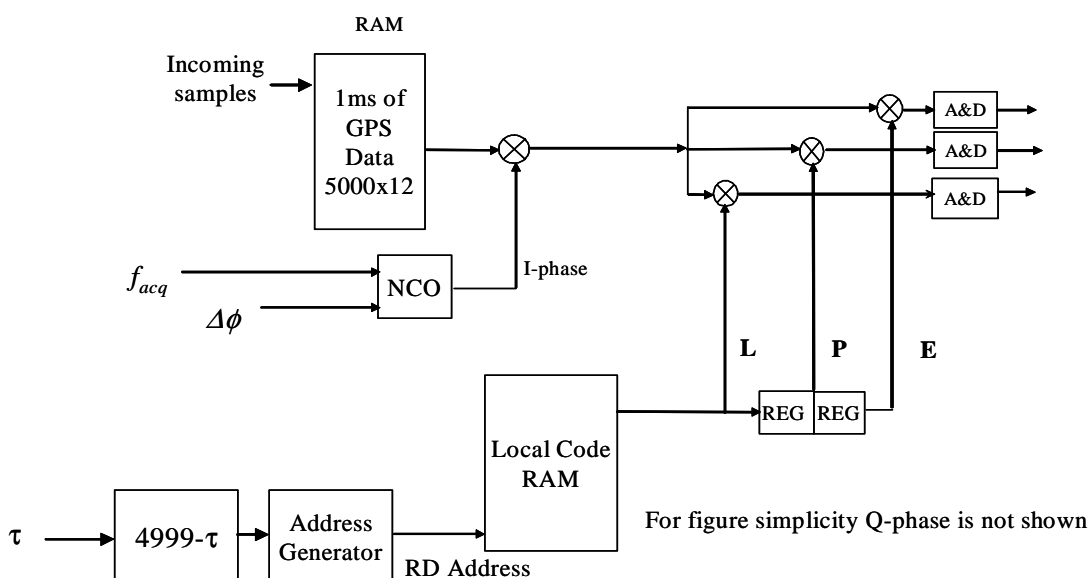 RAM
Incoming
samples
1ms of
GPS
Data
5000x12
A&D
A&D
A&D
I-phase
f_acq
NCO
Δϕ
L P E
REG REG
Local Code
RAM
τ
4999-τ
Address
Generator
RD Address
For figure simplicity Q-phase is not shown